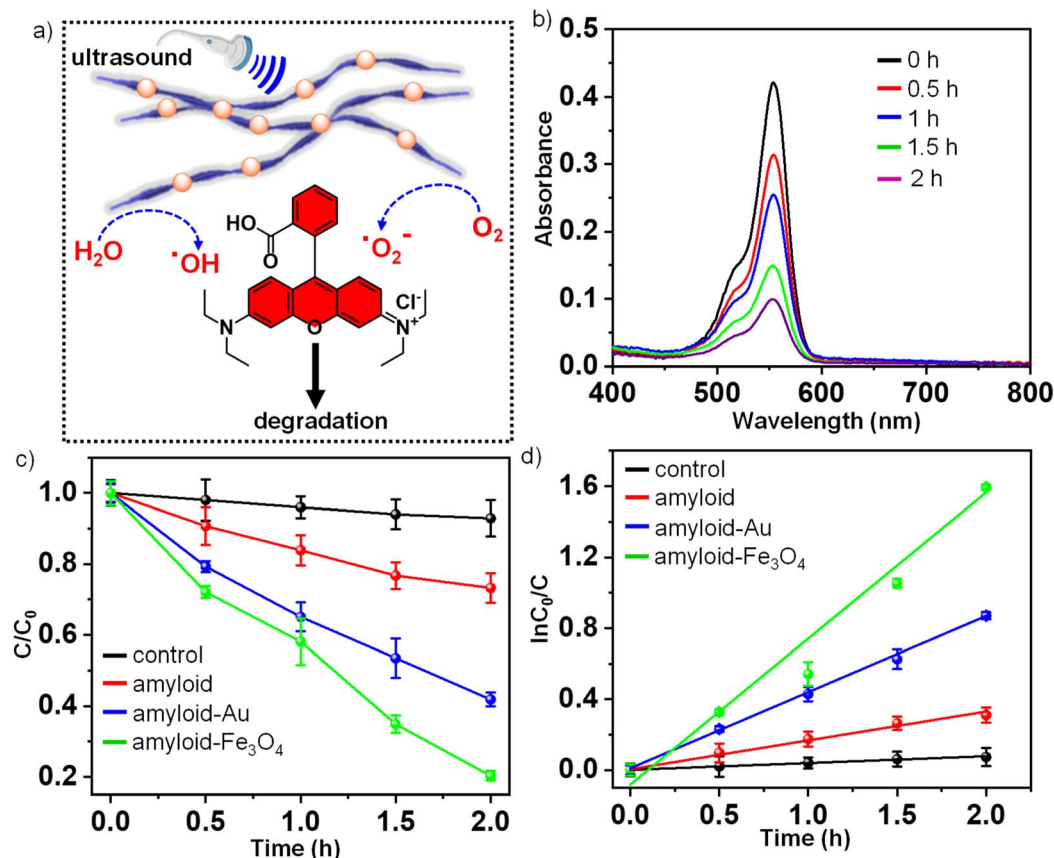 a)
ultrasound
HO
O
H₂O
·OH
·O₂⁻
O₂
N
O
N⁺
Cl⁻
degradation
b)
0.5
0.4
0.3
0.2
0.1
0.0
Absorbance
0 h
0.5 h
1 h
1.5 h
2 h
400
500
600
700
800
Wavelength (nm)
c)
1.0
0.8
0.6
0.4
0.2
C/C₀
control
amyloid
amyloid-Au
amyloid-Fe₃O₄
0.0
0.5
1.0
1.5
2.0
Time (h)
d)
control
amyloid
amyloid-Au
amyloid-Fe₃O₄
1.6
1.2
0.8
0.4
0.0
lnC₀/C
0.0
0.5
1.0
1.5
2.0
Time (h)